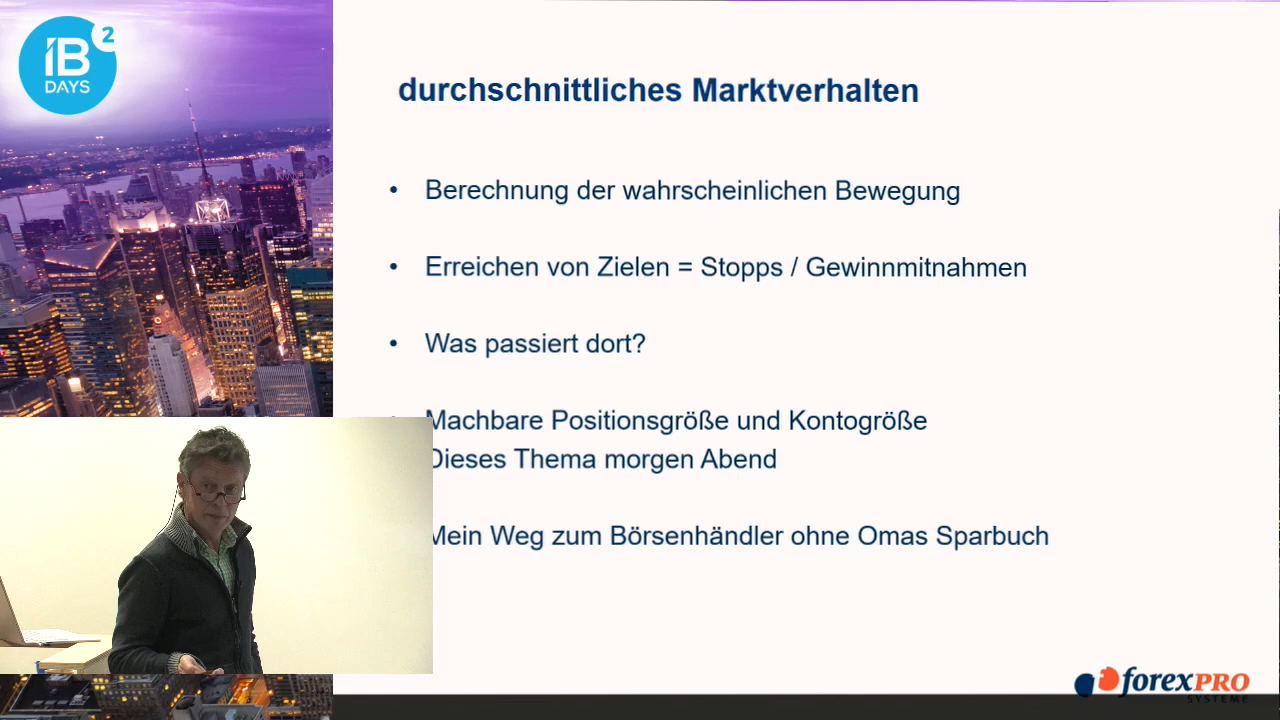 IB 2
DAYS
durchschnittliches Marktverhalten
• Berechnung der wahrscheinlichen Bewegung
• Erreichen von Zielen = Stopps / Gewinnmitnahmen
• Was passiert dort?
Machbare Positionsgröße und Kontogröße
Dieses Thema morgen Abend
Mein Weg zum Börsenhändler ohne Omas Sparbuch
forexPRO
SYSTEME